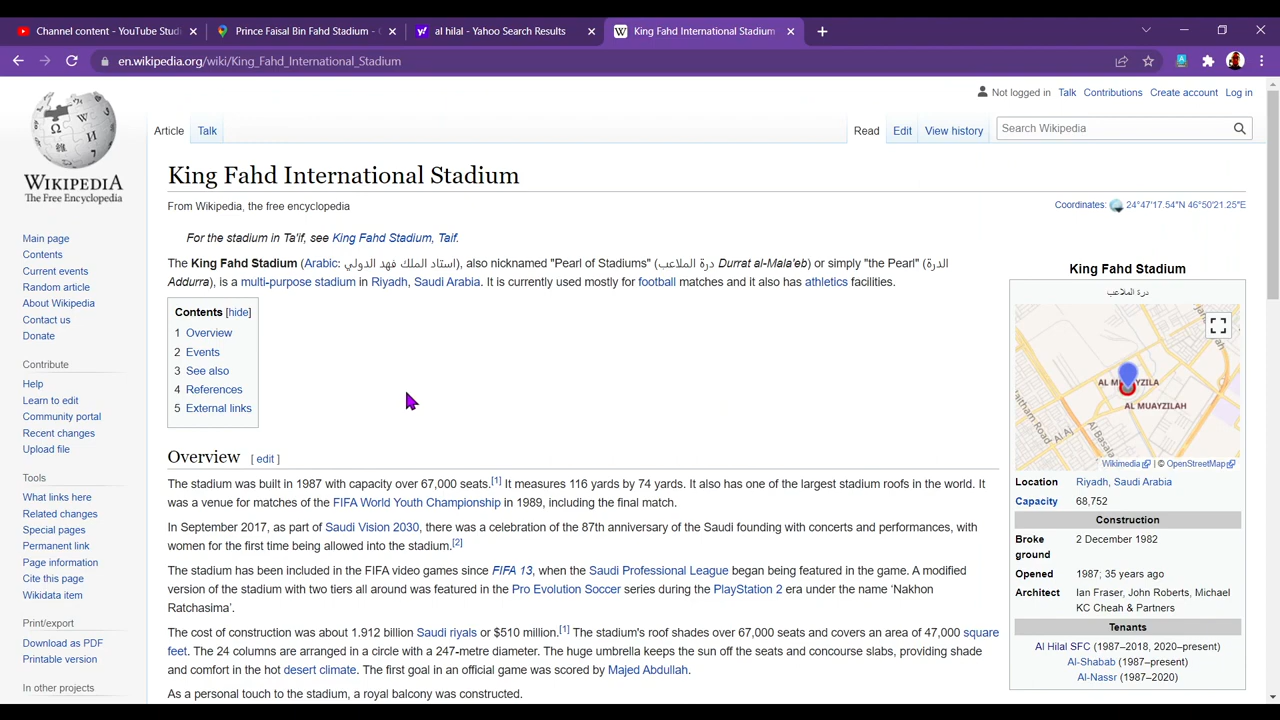 Channel content - YouTube Studi
Prince Faisal Bin Fahd Stadium -
al hilal - Yahoo Search Results
King Fahd International Stadium
en.wikipedia.org/wiki/King_Fahd_International_Stadium
Not logged in Talk Contributions Create account Log in
Article Talk Read Edit View history Search Wikipedia
WIKIPEDIA
The Free Encyclopedia
Main page
Contents
Current events
Random article
About Wikipedia
Contact us
Donate
Contribute
Help
Learn to edit
Community portal
Recent changes
Upload file
Tools
What links here
Related changes
Special pages
Permanent link
Page information
Cite this page
Wikidata item
Print/export
Download as PDF
Printable version
In other projects
King Fahd International Stadium
From Wikipedia, the free encyclopedia
Coordinates: 24°47′17.54″N 46°50′21.25″E
For the stadium in Ta'if, see King Fahd Stadium, Taif.
The King Fahd Stadium (Arabic: استاد الملك فهد الدولي), also nicknamed "Pearl of Stadiums" (درة الملاعب Durrat al-Mala'eb) or simply "the Pearl" (الدرة
Addurra), is a multi-purpose stadium in Riyadh, Saudi Arabia. It is currently used mostly for football matches and it also has athletics facilities.
Contents [hide]
1 Overview
2 Events
3 See also
4 References
5 External links
Overview [ edit ]
The stadium was built in 1987 with capacity over 67,000 seats.[1] It measures 116 yards by 74 yards. It also has one of the largest stadium roofs in the world. It
was a venue for matches of the FIFA World Youth Championship in 1989, including the final match.
In September 2017, as part of Saudi Vision 2030, there was a celebration of the 87th anniversary of the Saudi founding with concerts and performances, with
women for the first time being allowed into the stadium.[2]
The stadium has been included in the FIFA video games since FIFA 13, when the Saudi Professional League began being featured in the game. A modified
version of the stadium with two tiers all around was featured in the Pro Evolution Soccer series during the PlayStation 2 era under the name ‘Nakhon
Ratchasima’.
The cost of construction was about 1.912 billion Saudi riyals or $510 million.[1] The stadium's roof shades over 67,000 seats and covers an area of 47,000 square
feet. The 24 columns are arranged in a circle with a 247-metre diameter. The huge umbrella keeps the sun off the seats and concourse slabs, providing shade
and comfort in the hot desert climate. The first goal in an official game was scored by Majed Abdullah.
As a personal touch to the stadium, a royal balcony was constructed.
King Fahd Stadium
درة الملاعب
AL MUAYZILAH
Wikimedia | © OpenStreetMap
Location Riyadh, Saudi Arabia
Capacity 68,752
Construction
Broke ground 2 December 1982
Opened 1987; 35 years ago
Architect Ian Fraser, John Roberts, Michael
KC Cheah & Partners
Tenants
Al Hilal SFC (1987–2018, 2020–present)
Al-Shabab (1987–present)
Al-Nassr (1987–2020)